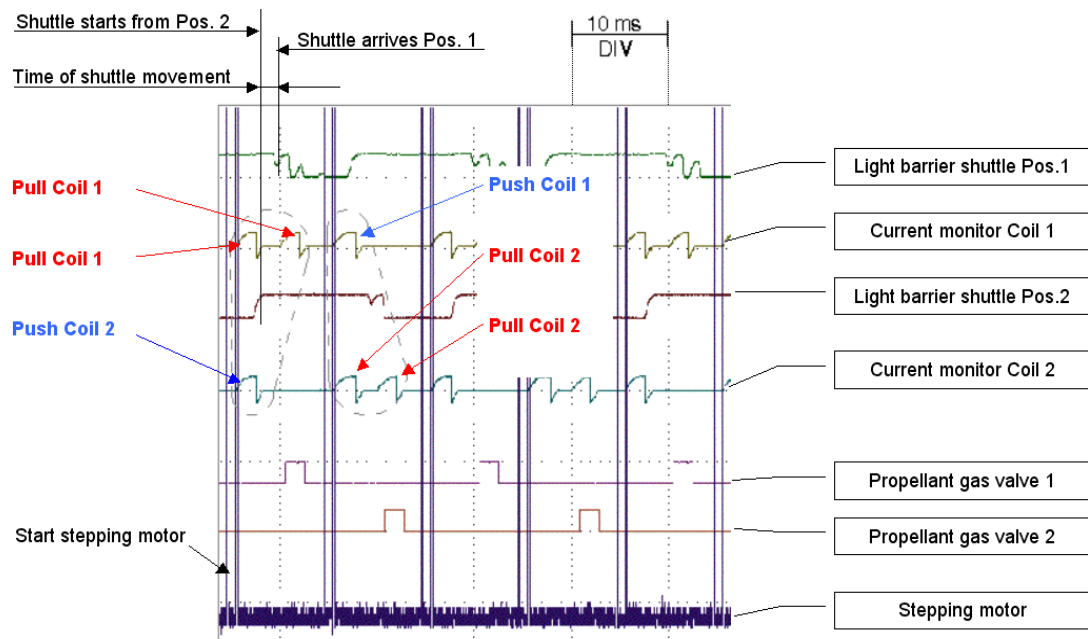 Shuttle starts from Pos. 2
10 ms
DIV
Shuttle arrives Pos. 1
Time of shuttle movement
Light barrier shuttle Pos.1
Pull Coil 1
Push Coil 1
Current monitor Coil 1
Pull Coil 1
Pull Coil 2
Light barrier shuttle Pos.2
Push Coil 2
Pull Coil 2
Current monitor Coil 2
Propellant gas valve 1
Start stepping motor
Propellant gas valve 2
Stepping motor